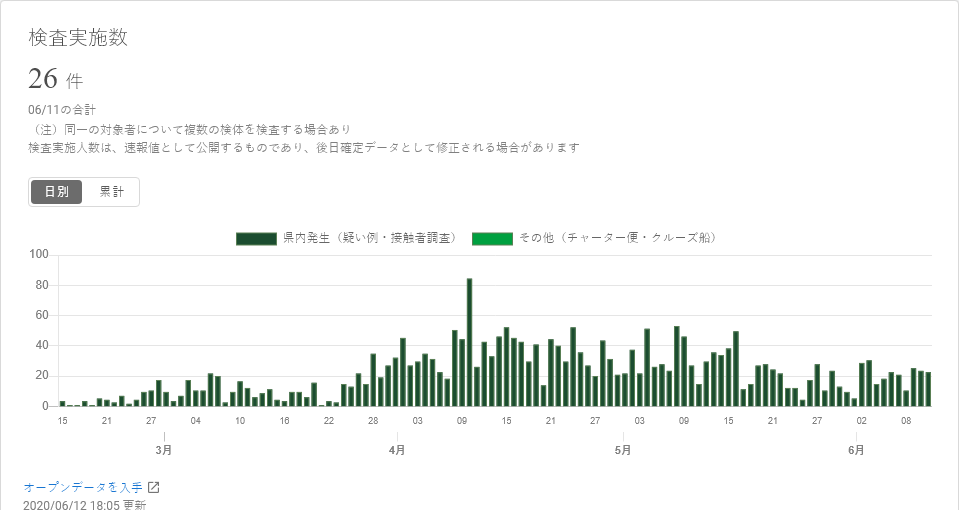 検査実施数
26 件
06/11の合計
（注）同一の対象者について複数の検体を検査する場合あり
検査実施人数は、速報値として公開するものであり、後日確定データとして修正される場合があります
日別 累計
県内発生（疑い例・接触者調査） その他（チャーター便・クルーズ船）
100
80
60
40
20
0
15 21 27 04 10 16 22 28 03 09 15 21 27 03 09 15 21 27 02 08
3月 4月 5月 6月
オープンデータを入手
2020/06/12 18:05 更新